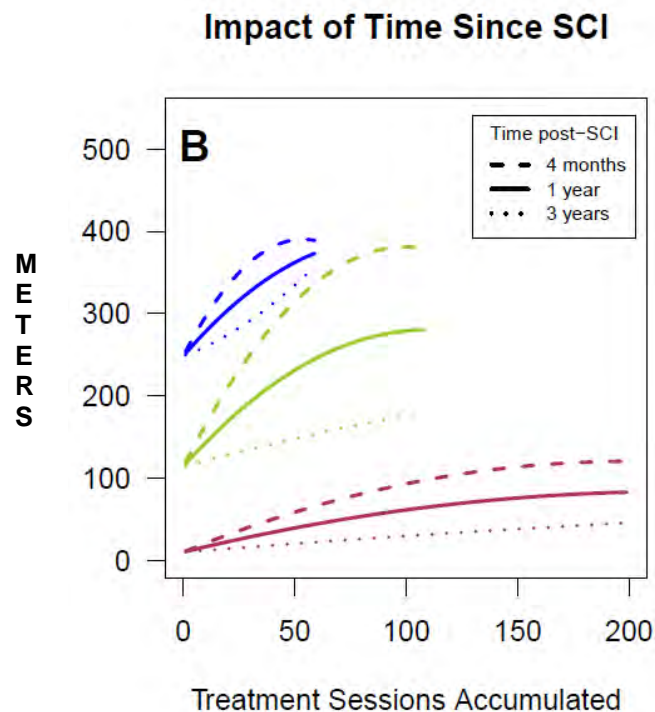 Impact of Time Since SCI
B
Time post-SCI
4 months
1 year
3 years
500
400
300
200
100
0
METERS
0 50 100 150 200
Treatment Sessions Accumulated